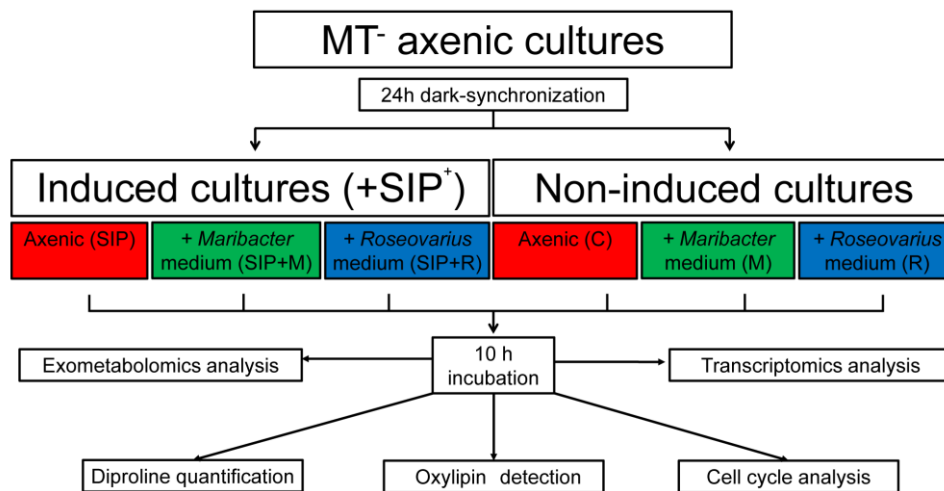 MT⁻ axenic cultures
24h dark-synchronization
Induced cultures (+SIP⁺)
Non-induced cultures
Axenic (SIP)
+ Maribacter
medium (SIP+M)
+ Roseovarius
medium (SIP+R)
Axenic (C)
+ Maribacter
medium (M)
+ Roseovarius
medium (R)
Exometabolomics analysis
10 h
incubation
Transcriptomics analysis
Diproline quantification
Oxylipin detection
Cell cycle analysis